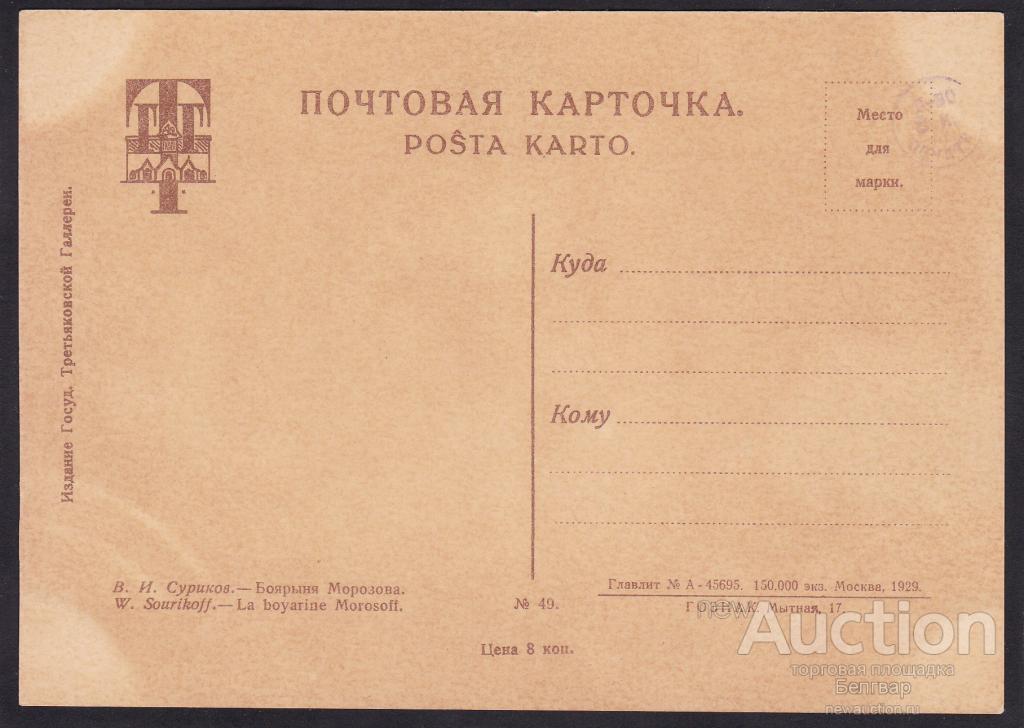 ПОЧТОВАЯ КАРТОЧКА.
POŜTA KARTO.
Место
для
марки.
Издание Госуд. Третьяковской Галлереи.
Куда
Кому
В. И. Суриков.—Боярыня Морозова.
W. Sourikoff.—La boyarine Morosoff.
№ 49.
Цена 8 коп.
Главлит № А-45695. 150.000 экз. Москва, 1929.
ГОЗНАК. Мытная, 17.
newAuction
торговая площадка
Белгвар
newauction.ru